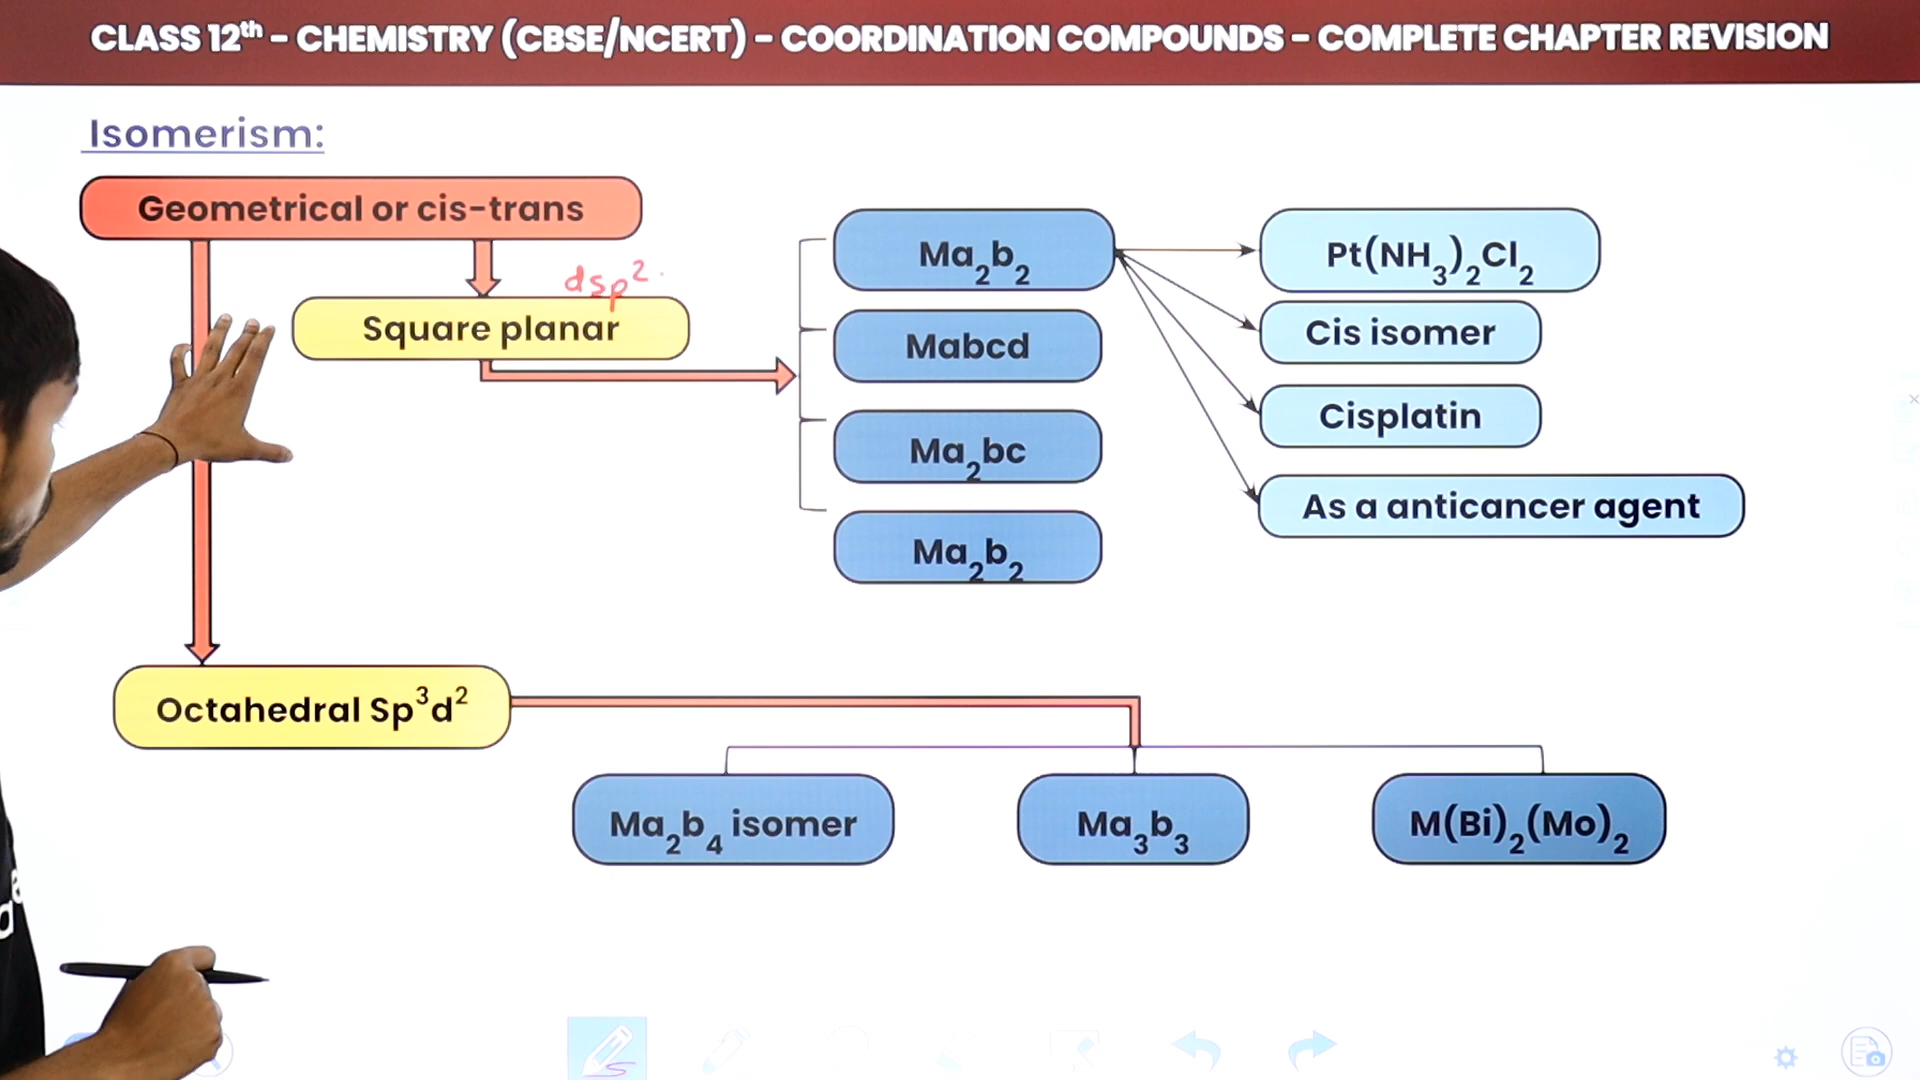 CLASS 12th - CHEMISTRY (CBSE/NCERT) - COORDINATION COMPOUNDS - COMPLETE CHAPTER REVISION
Isomerism:
Geometrical or cis-trans
dsp²
Square planar
Ma₂b₂
Mabcd
Ma₂bc
Ma₂b₂
Pt(NH₃)₂Cl₂
Cis isomer
Cisplatin
As a anticancer agent
Octahedral Sp³d²
Ma₂b₄ isomer
Ma₃b₃
M(Bi)₂(Mo)₂